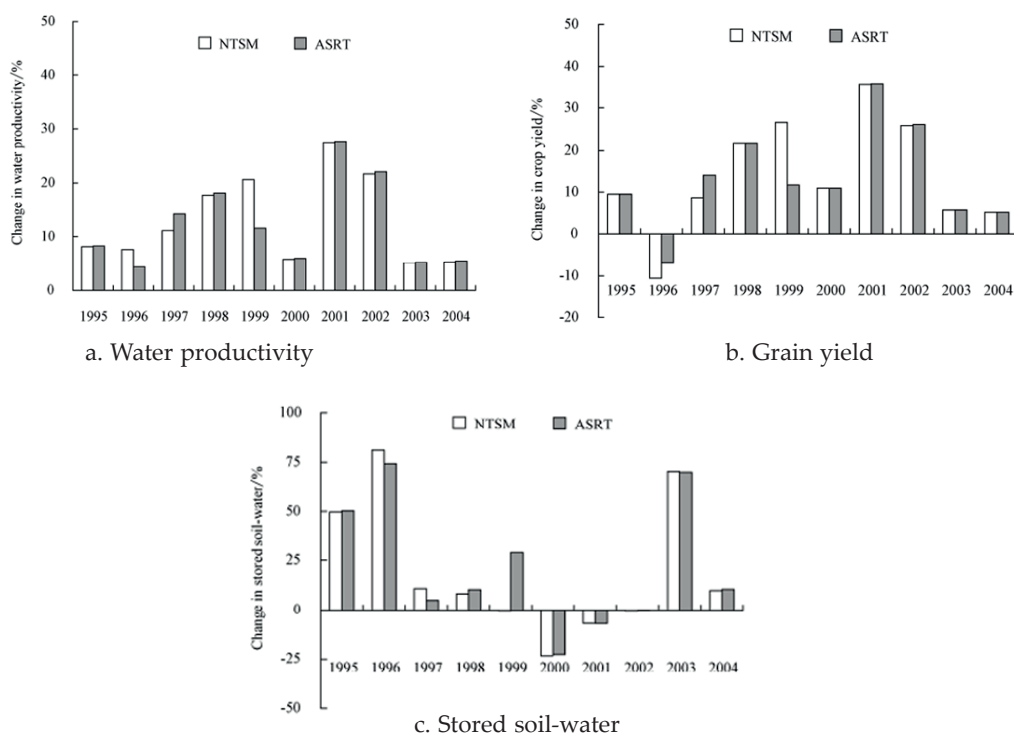 Change in water productivity/%
50
40
30
20
10
0
NTSM
ASRT
1995 1996 1997 1998 1999 2000 2001 2002 2003 2004
a. Water productivity
Change in crop yield/%
50
40
30
20
10
0
-10
-20
NTSM
ASRT
1995 1996 1997 1998 1999 2000 2001 2002 2003 2004
b. Grain yield
Change in stored soil-water/%
100
75
50
25
0
-25
-50
NTSM
ASRT
1995 1996 1997 1998 1999 2000 2001 2002 2003 2004
c. Stored soil-water